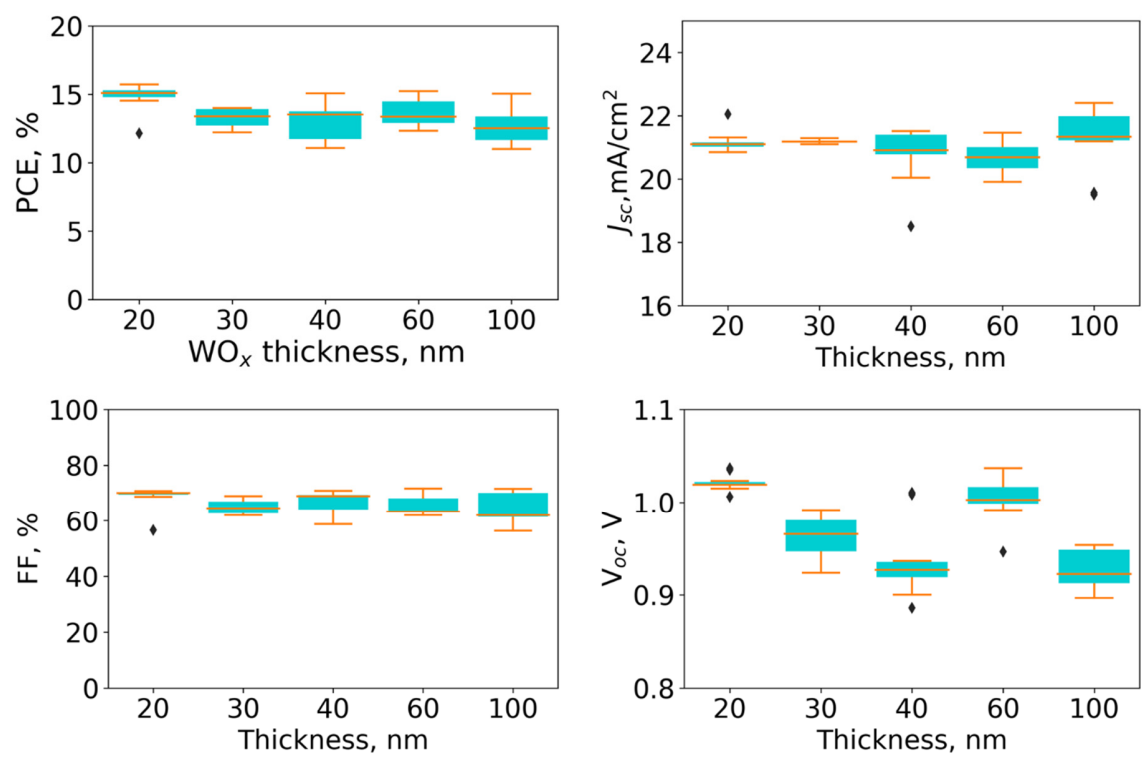 20
15
10
5
0
PCE, %
20 30 40 60 100
WOₓ thickness, nm
24
22
20
18
16
Jsc,mA/cm²
20 30 40 60 100
Thickness, nm
100
80
60
40
20
0
FF, %
20 30 40 60 100
Thickness, nm
1.1
1.0
0.9
0.8
Voc, V
20 30 40 60 100
Thickness, nm